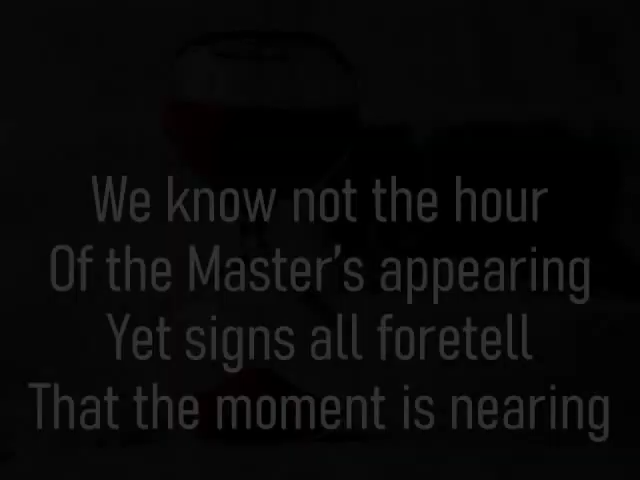 We know not the hour
Of the Master’s appearing
Yet signs all foretell
That the moment is nearing